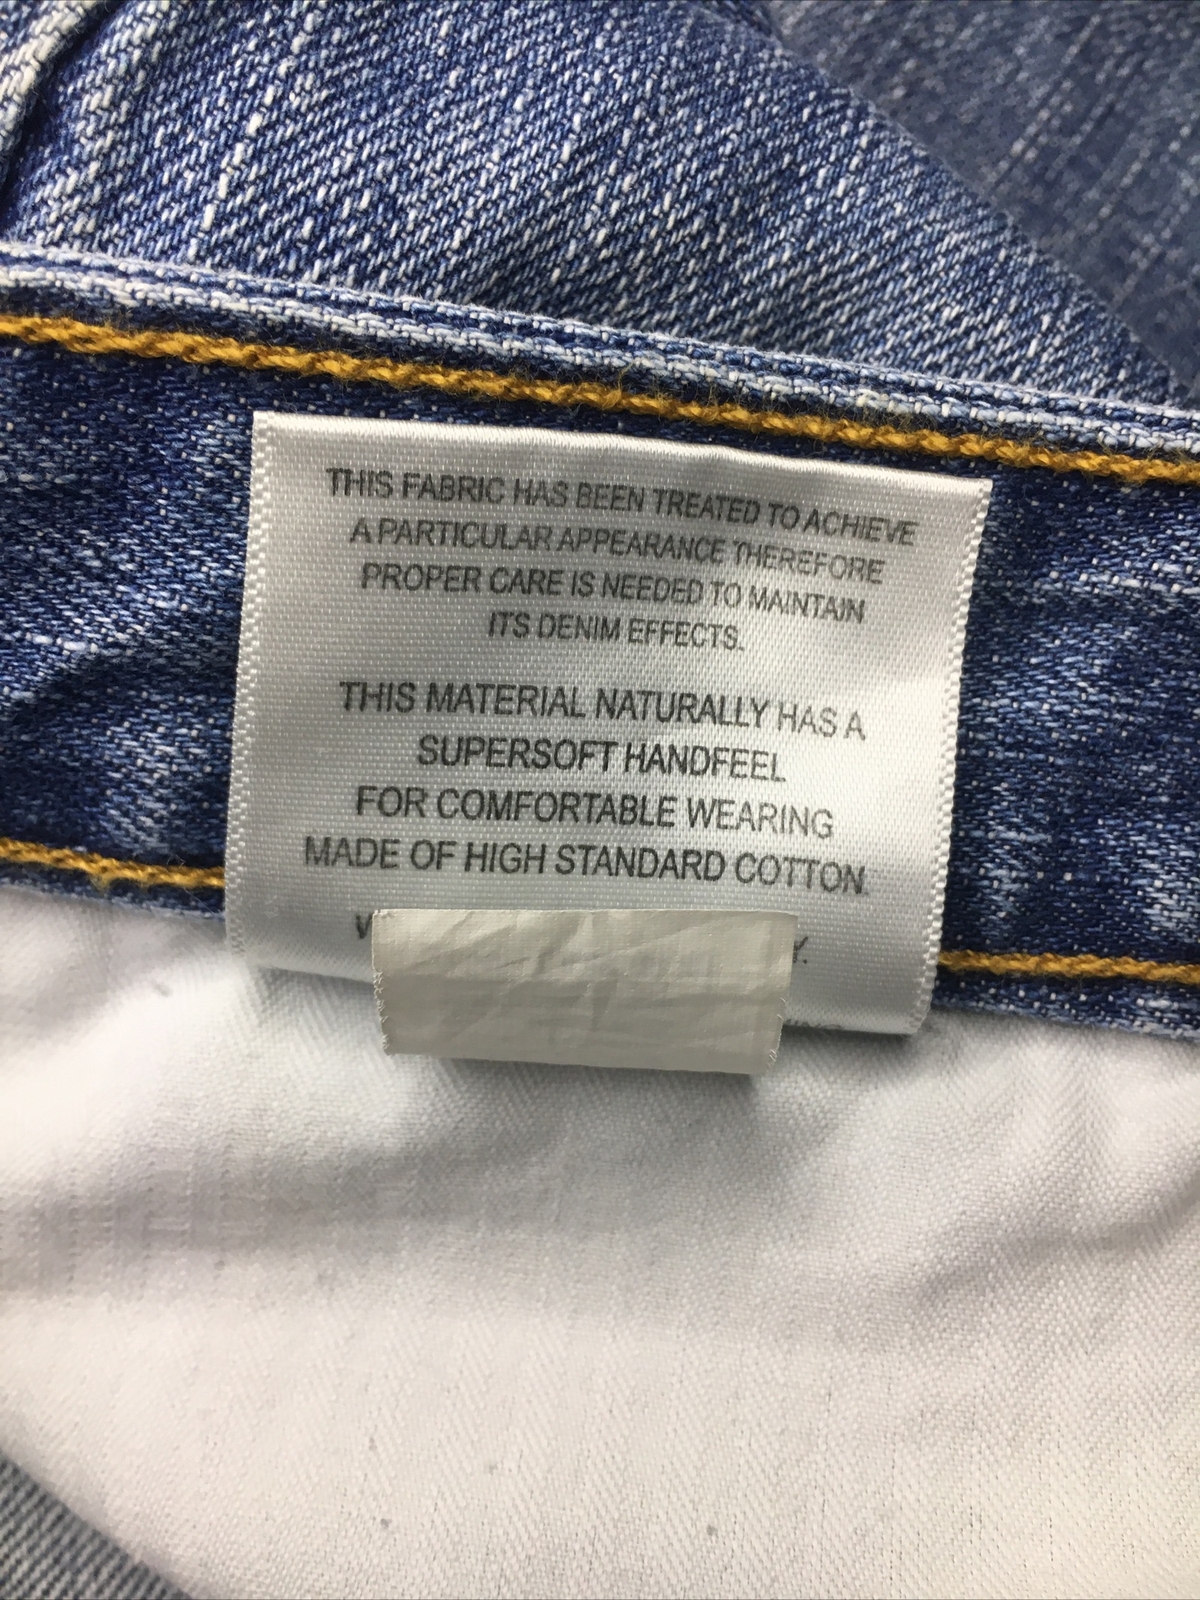 THIS FABRIC HAS BEEN TREATED TO ACHIEVE
A PARTICULAR APPEARANCE THEREFORE
PROPER CARE IS NEEDED TO MAINTAIN
ITS DENIM EFFECTS.
THIS MATERIAL NATURALLY HAS A
SUPERSOFT HANDFEEL
FOR COMFORTABLE WEARING
MADE OF HIGH STANDARD COTTON.